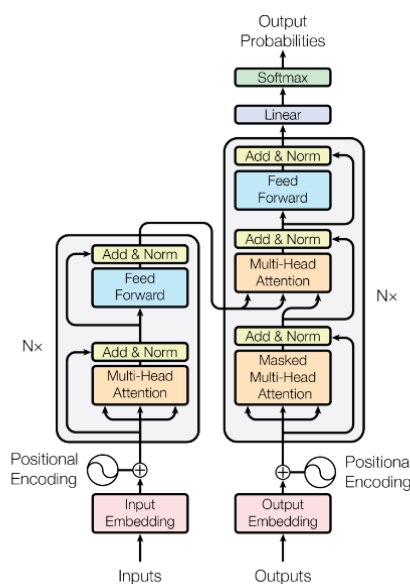 Output
Probabilities
Softmax
Linear
Add & Norm
Feed
Forward
Add & Norm
Multi-Head
Attention
Add & Norm
Masked
Multi-Head
Attention
Nx
Add & Norm
Feed
Forward
Add & Norm
Multi-Head
Attention
Nx
Positional
Encoding
Positional
Encoding
Input
Embedding
Output
Embedding
Inputs
Outputs